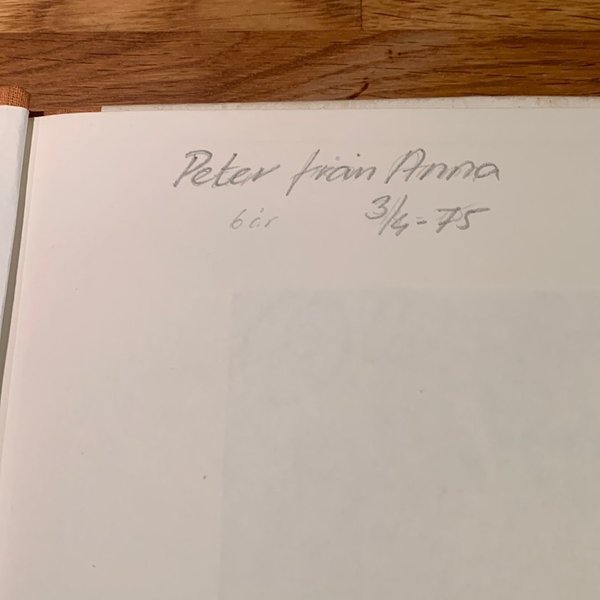 Peter från Anna
6 år 3/4-75